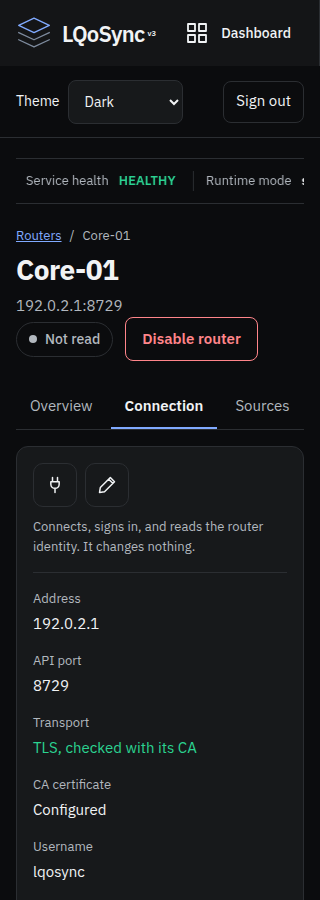 LQoSync v3
Dashboard
Theme
Dark
Sign out
Service health HEALTHY
Runtime mode
Routers / Core-01
Core-01
192.0.2.1:8729
Not read
Disable router
Overview
Connection
Sources
Connects, signs in, and reads the router
identity. It changes nothing.
Address
192.0.2.1
API port
8729
Transport
TLS, checked with its CA
CA certificate
Configured
Username
lqosync